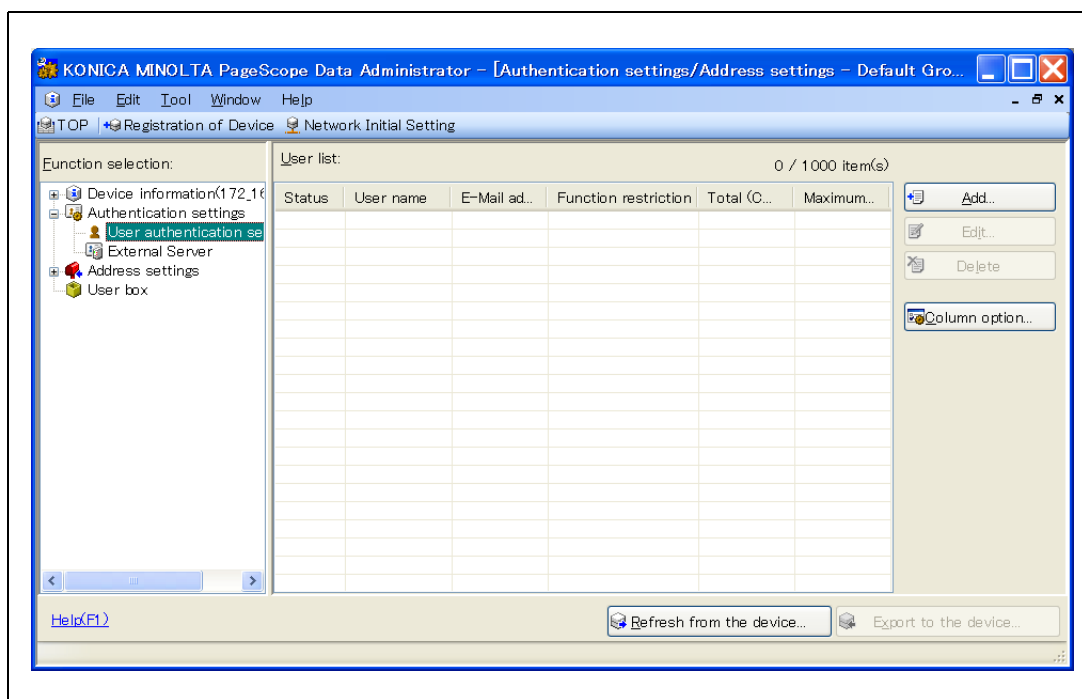 KONICA MINOLTA PageScope Data Administrator – [Authentication settings/Address settings – Default Gro...
File Edit Tool Window Help
TOP Registration of Device Network Initial Setting
Function selection:
User list:
0 / 1000 item(s)
Device information(172_16
Authentication settings
User authentication se
External Server
Address settings
User box
Status User name E-Mail ad... Function restriction Total (C... Maximum...
Add...
Edit...
Delete
Column option...
Help(F1)
Refresh from the device...
Export to the device...